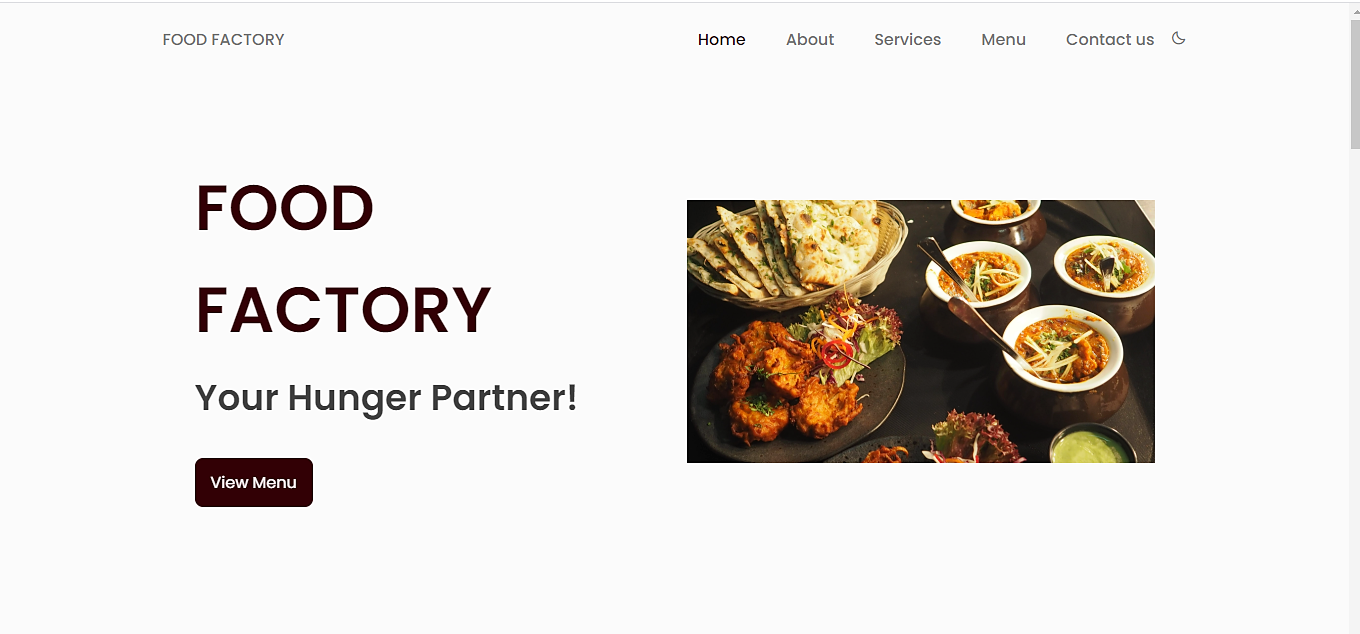 FOOD FACTORY
Home About Services Menu Contact us
FOOD
FACTORY
Your Hunger Partner!
View Menu